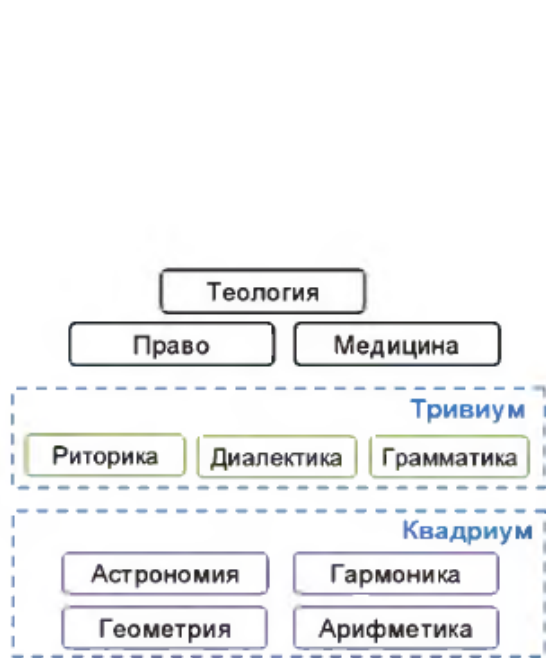 Теология
Право Медицина
Тривиум
Риторика Диалектика Грамматика
Квадриум
Астрономия Гармоника
Геометрия Арифметика